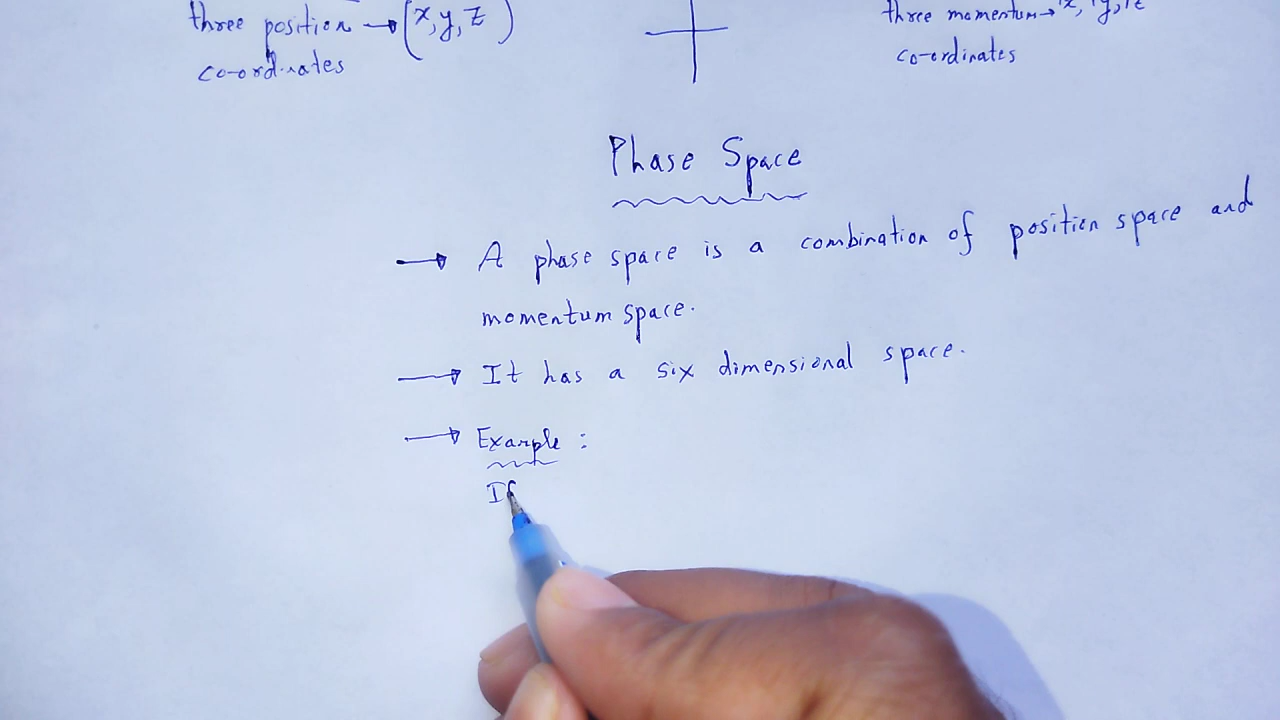 three position → (x, y, z)
co-ordinates
three momentum →
co-ordinates
Phase Space
→ A phase space is a combination of position space and
momentum space.
→ It has a six dimensional space.
→ Example :
If